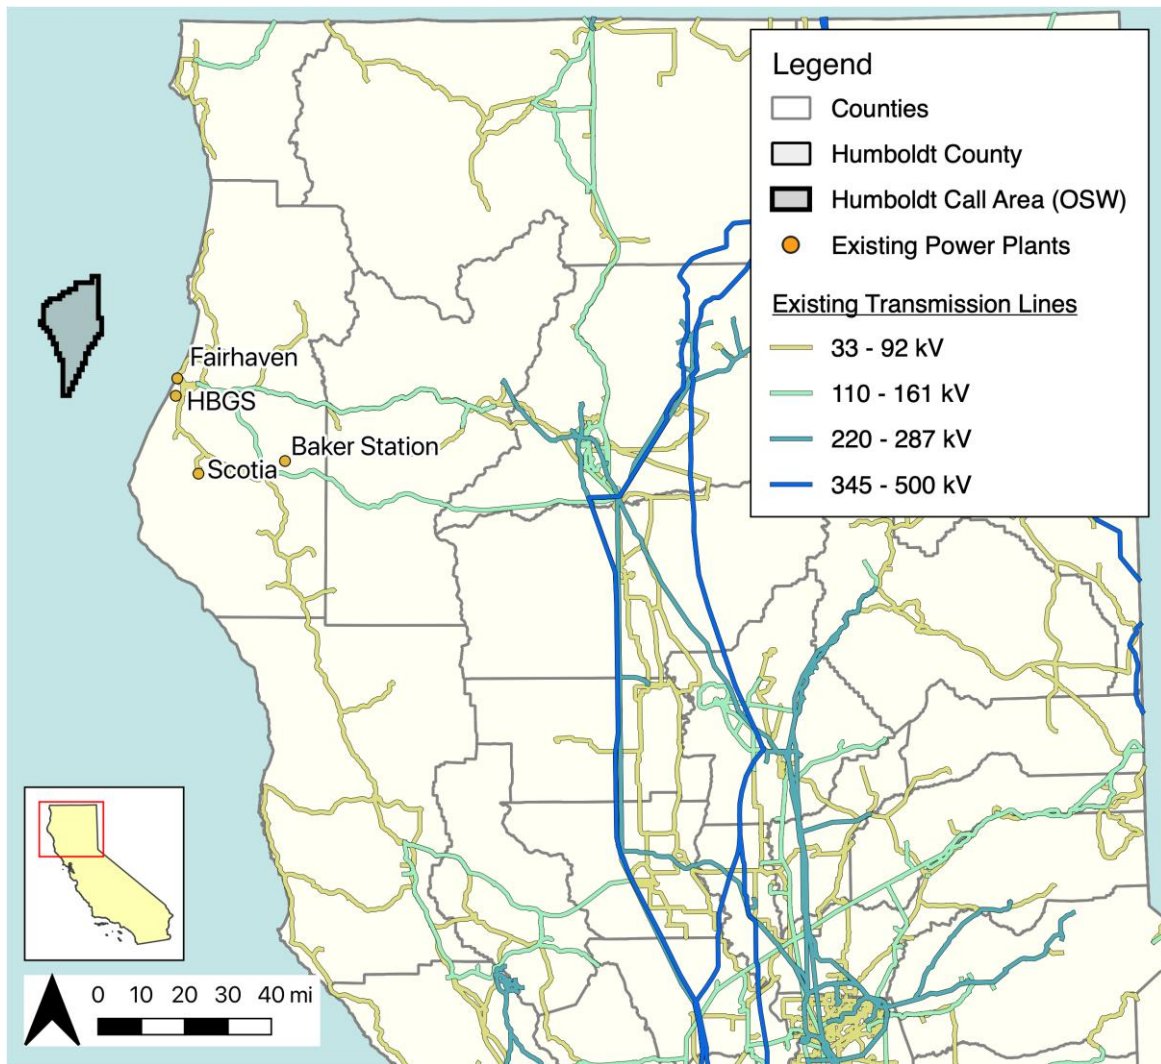 Legend
Counties
Humboldt County
Humboldt Call Area (OSW)
Existing Power Plants
Existing Transmission Lines
33 - 92 kV
110 - 161 kV
220 - 287 kV
345 - 500 kV
Fairhaven
HBGS
Baker Station
Scotia
0 10 20 30 40 mi